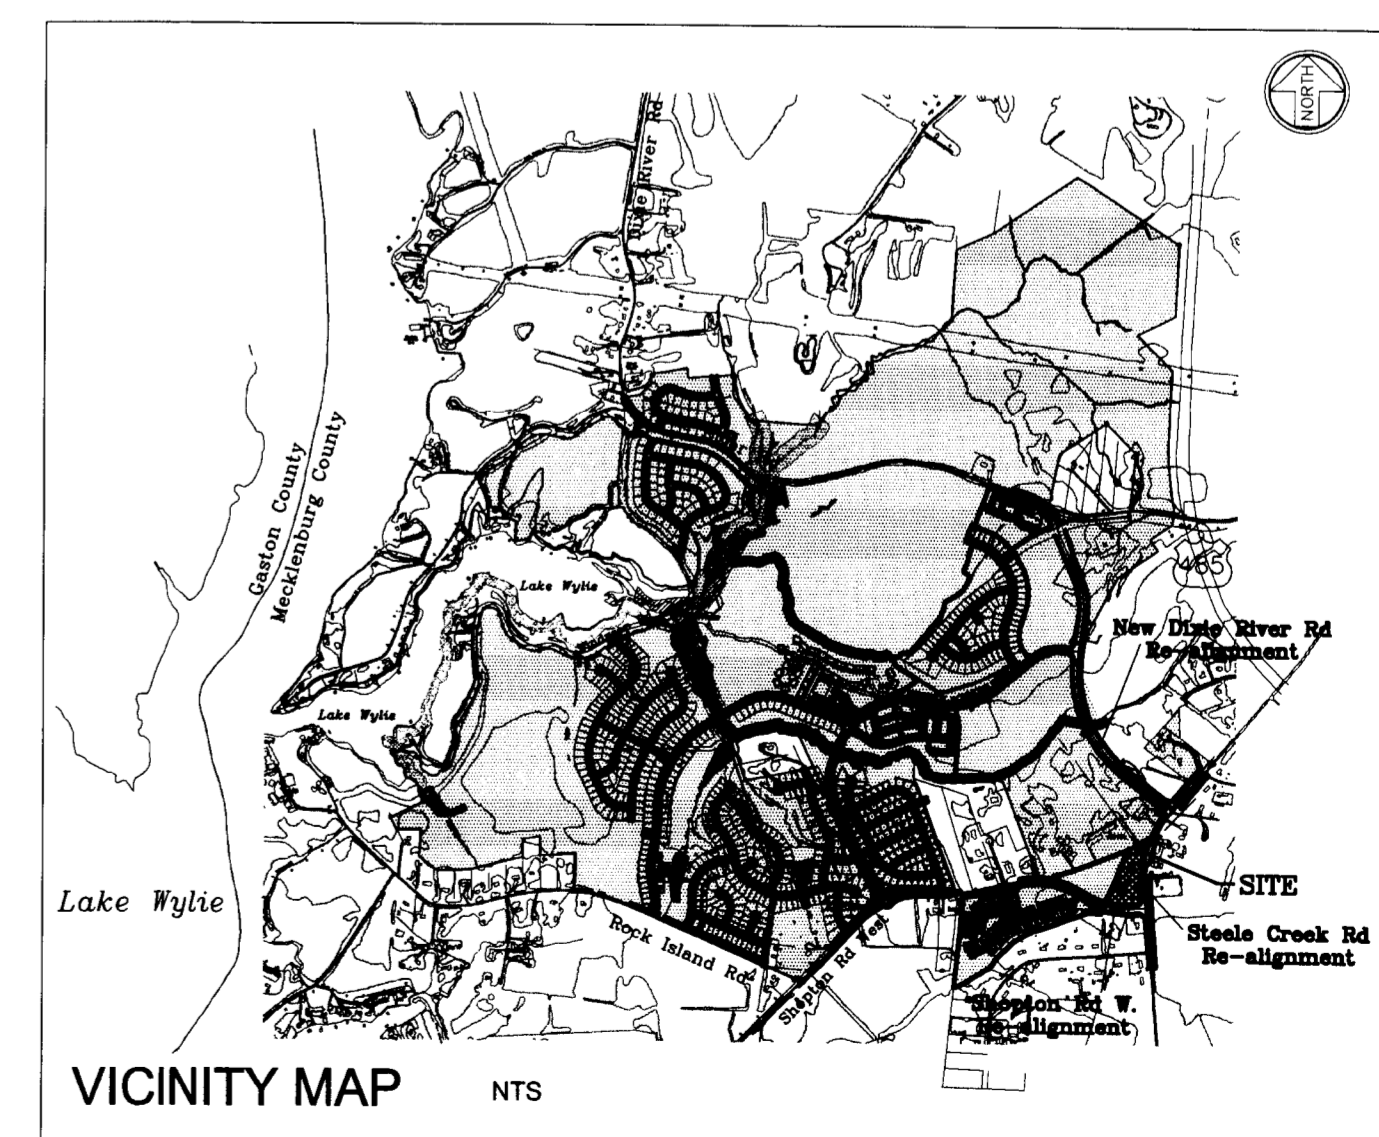 NORTH
Dixie River Rd
Gaston County
Mecklenburg County
Lake Wylie
485
New Dixie River Rd
Re-alignment
Lake Wylie
SITE
Lake Wylie
Rock Island Rd
Shopton Rd West
Steele Creek Rd
Re-alignment
Shopton Rd W.
Re-alignment
VICINITY MAP
NTS